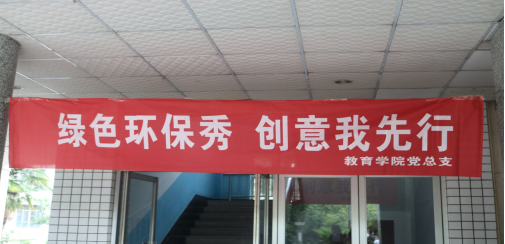 绿色环保秀 创意我先行
教育学院党总支